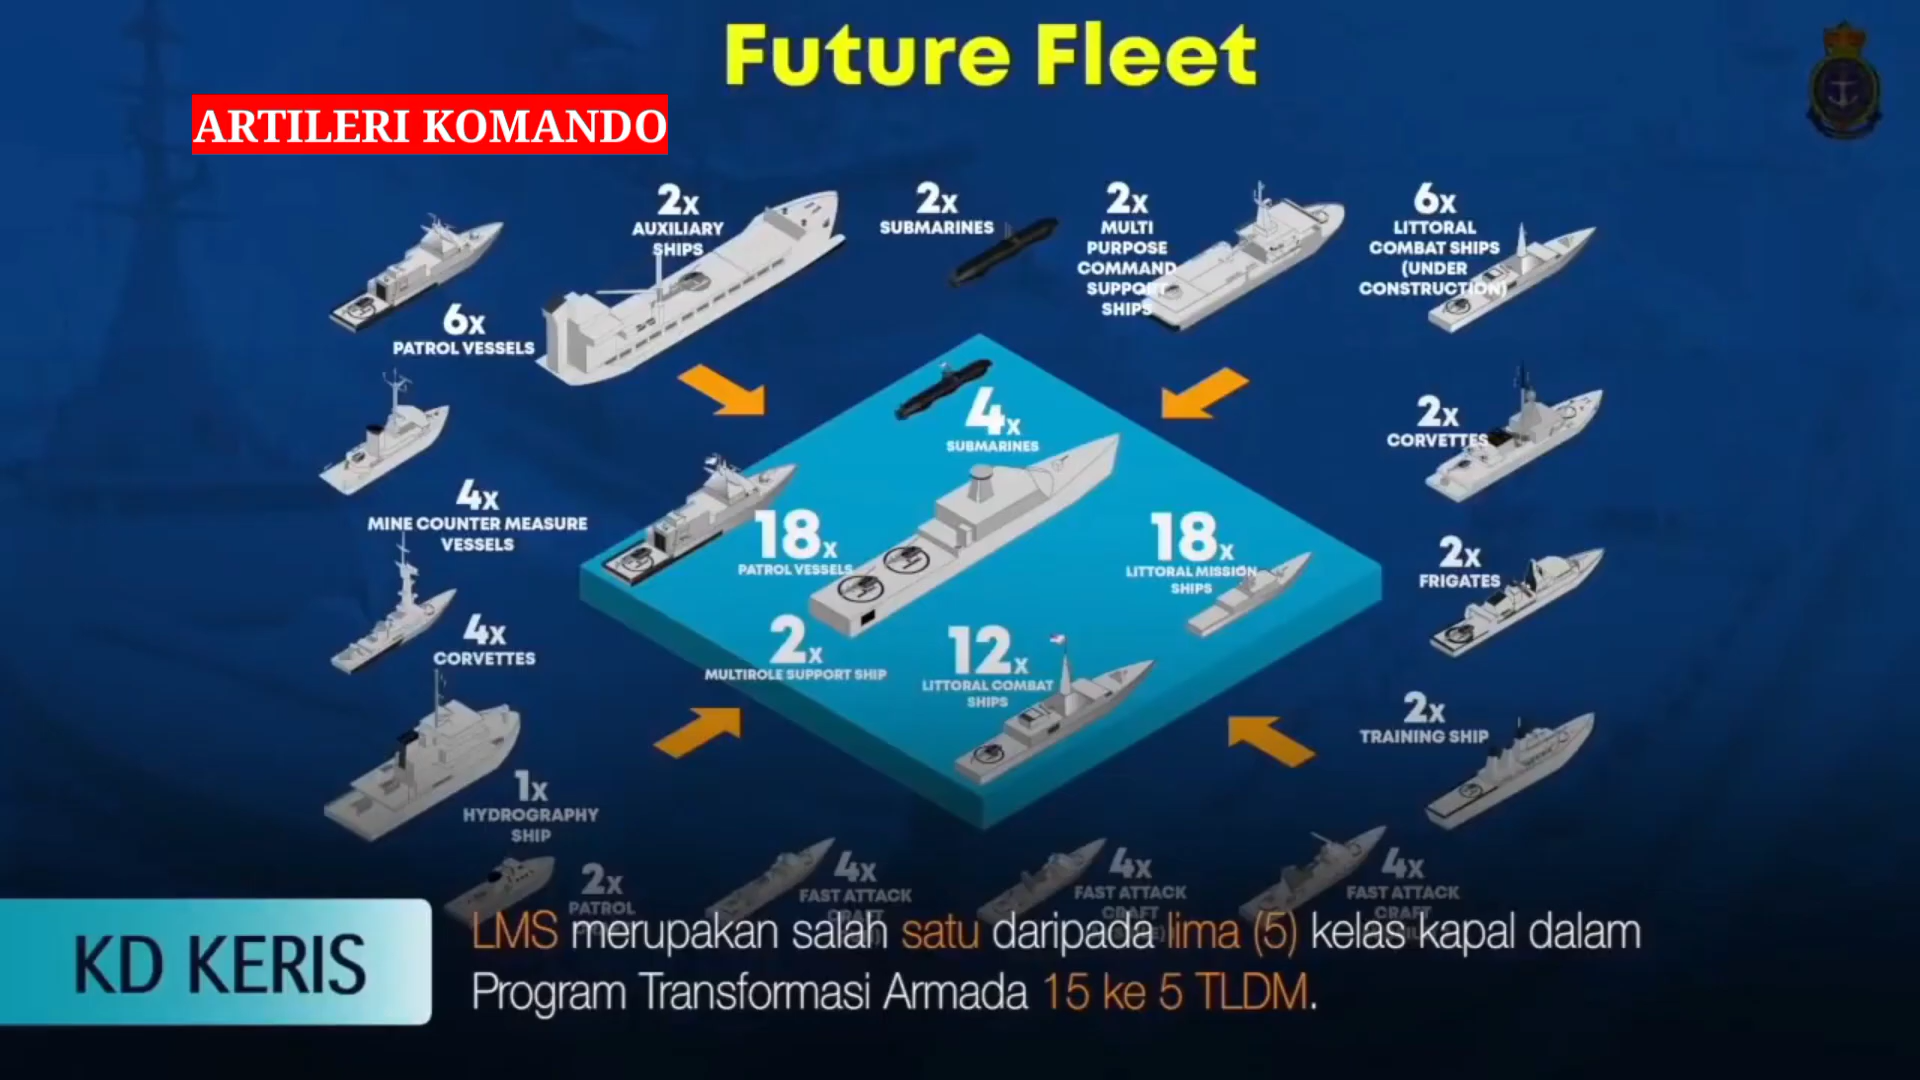 Future Fleet
ARTILERI KOMANDO
2x
AUXILIARY
SHIPS
2x
SUBMARINES
2x
MULTI
PURPOSE
COMMAND
SUPPORT
SHIPS
6x
LITTORAL
COMBAT SHIPS
(UNDER
CONSTRUCTION)
6x
PATROL VESSELS
4x
SUBMARINES
2x
CORVETTES
4x
MINE COUNTER MEASURE
VESSELS
18x
PATROL VESSELS
18x
LITTORAL MISSION
SHIPS
2x
FRIGATES
4x
CORVETTES
2x
MULTIROLE SUPPORT SHIP
12x
LITTORAL COMBAT
SHIPS
2x
TRAINING SHIP
1x
HYDROGRAPHY
SHIP
2x
PATROL
4x
FAST ATTACK
CRAFT
4x
FAST ATTACK
CRAFT
4x
FAST ATTACK
CRAFT
KD KERIS
LMS merupakan salah satu daripada lima (5) kelas kapal dalam
Program Transformasi Armada 15 ke 5 TLDM.